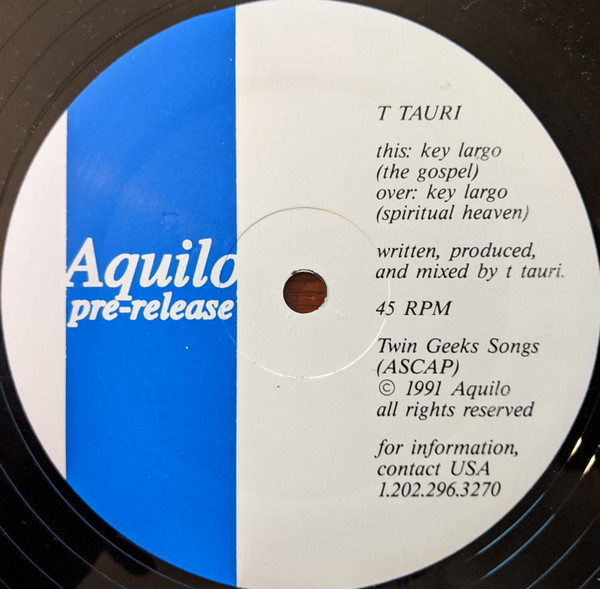 Aquilo
pre-release
T TAURI
this: key largo
(the gospel)
over: key largo
(spiritual heaven)
written, produced,
and mixed by t tauri.
45 RPM
Twin Geeks Songs
(ASCAP)
© 1991 Aquilo
all rights reserved
for information,
contact USA
1.202.296.3270